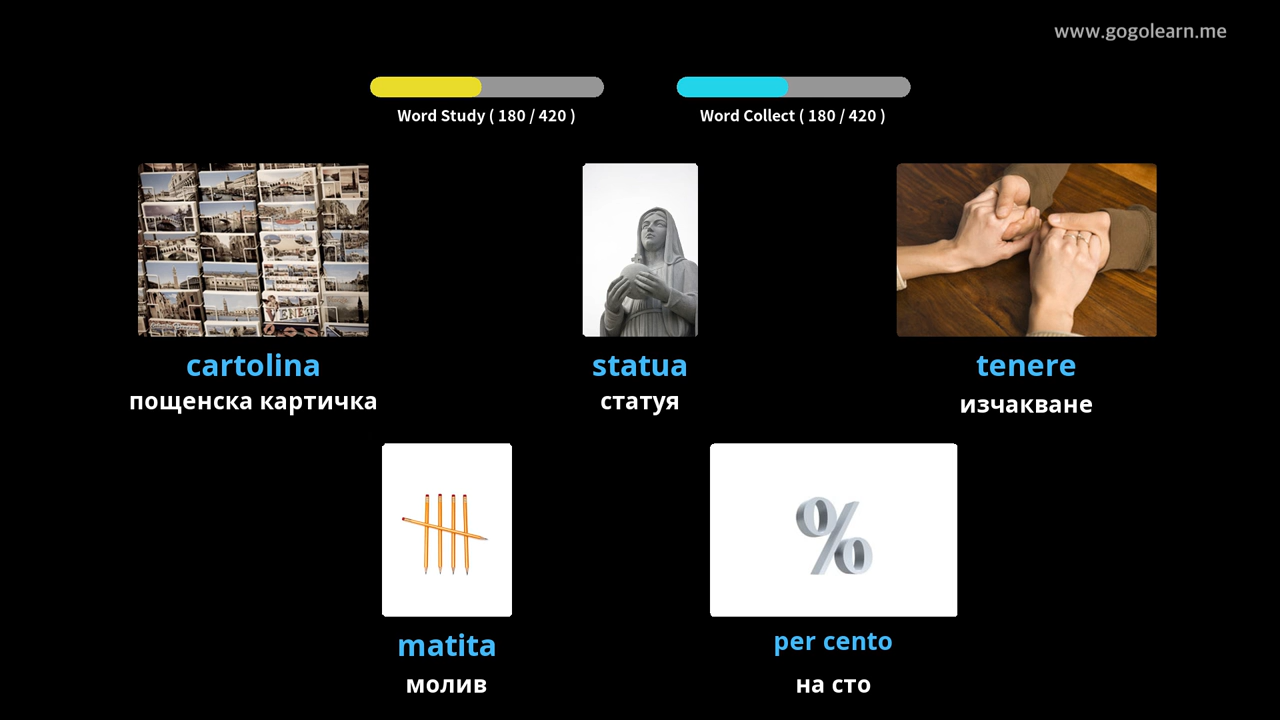 www.gogolearn.me
Word Study ( 180 / 420 )
Word Collect ( 180 / 420 )
cartolina
пощенска картичка
statua
статуя
tenere
изчакване
matita
молив
%
per cento
на сто